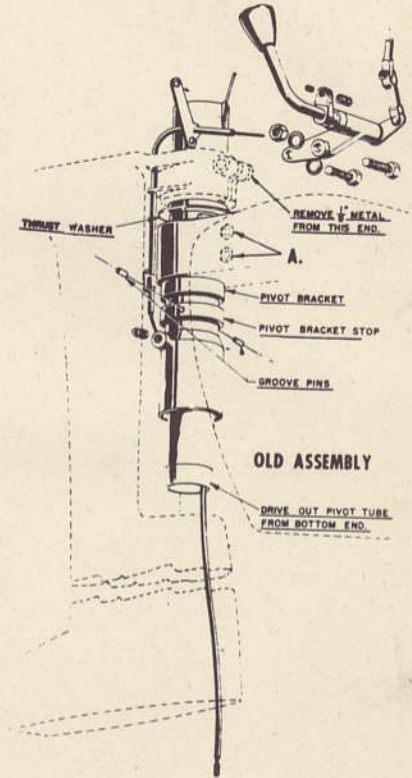 REMOVE 1/8" METAL
FROM THIS END.
THRUST WASHER
A.
PIVOT BRACKET
PIVOT BRACKET STOP
GROOVE PINS
OLD ASSEMBLY
DRIVE OUT PIVOT TUBE
FROM BOTTOM END.